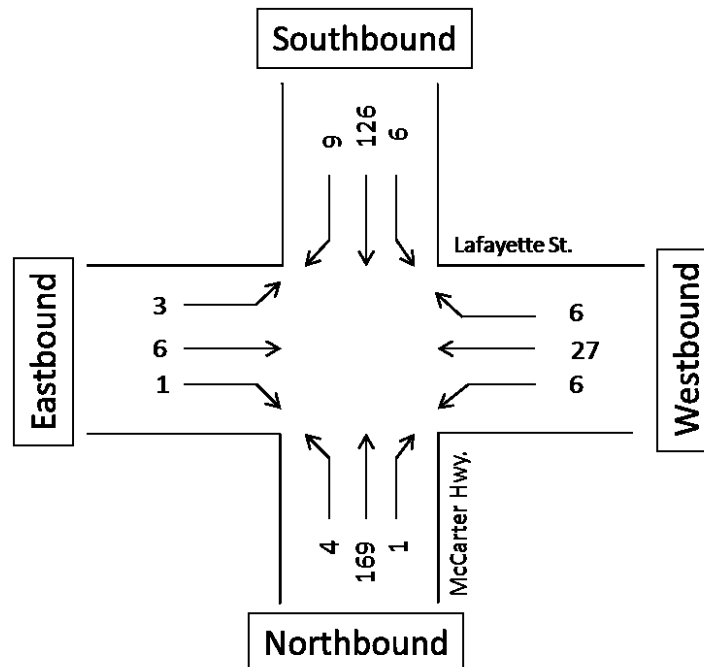 Southbound
9 126 6
Lafayette St.
Eastbound
3
6
1
6
27
6
Westbound
McCarter Hwy.
4 169 1
Northbound